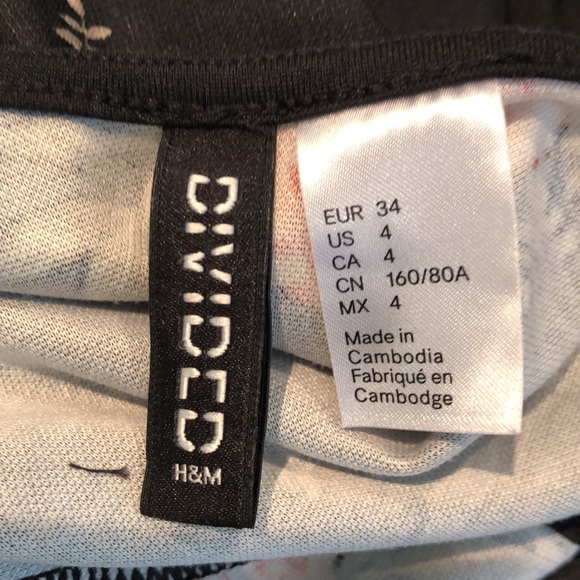 DIVIDED
H&M
EUR 34
US 4
CA 4
CN 160/80A
MX 4
Made in
Cambodia
Fabriqué en
Cambodge